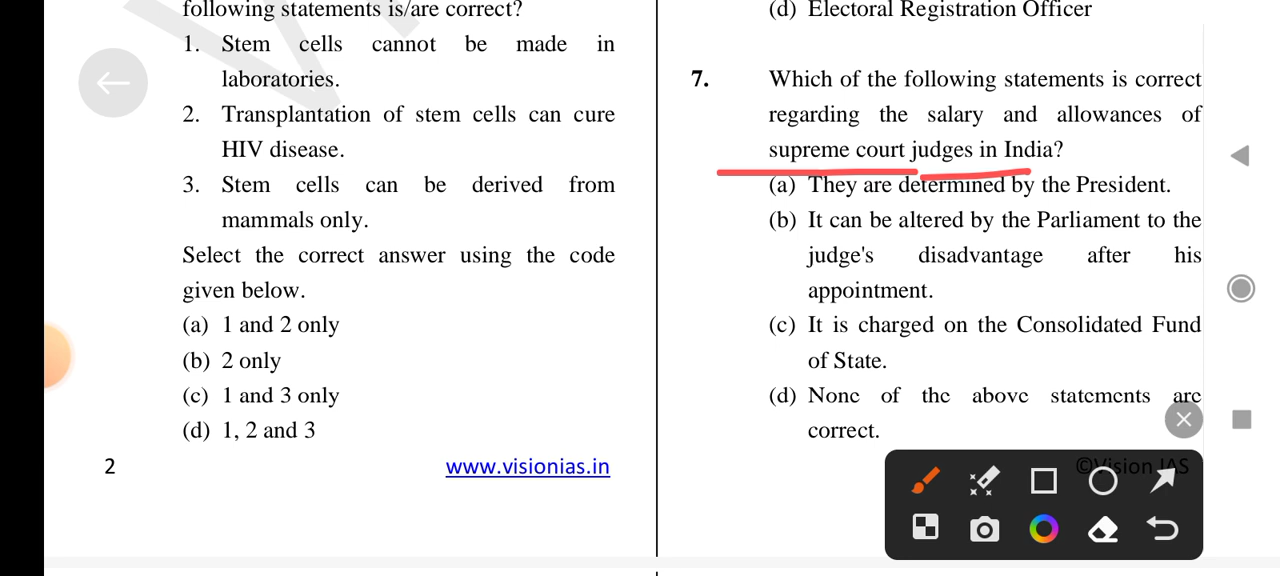 following statements is/are correct?
1. Stem cells cannot be made in
laboratories.
2. Transplantation of stem cells can cure
HIV disease.
3. Stem cells can be derived from
mammals only.
Select the correct answer using the code
given below.
(a) 1 and 2 only
(b) 2 only
(c) 1 and 3 only
(d) 1, 2 and 3
2
www.visionias.in
(d) Electoral Registration Officer
7. Which of the following statements is correct
regarding the salary and allowances of
supreme court judges in India?
(a) They are determined by the President.
(b) It can be altered by the Parliament to the
judge's disadvantage after his
appointment.
(c) It is charged on the Consolidated Fund
of State.
(d) None of the above statements are
correct.
©Vision IAS